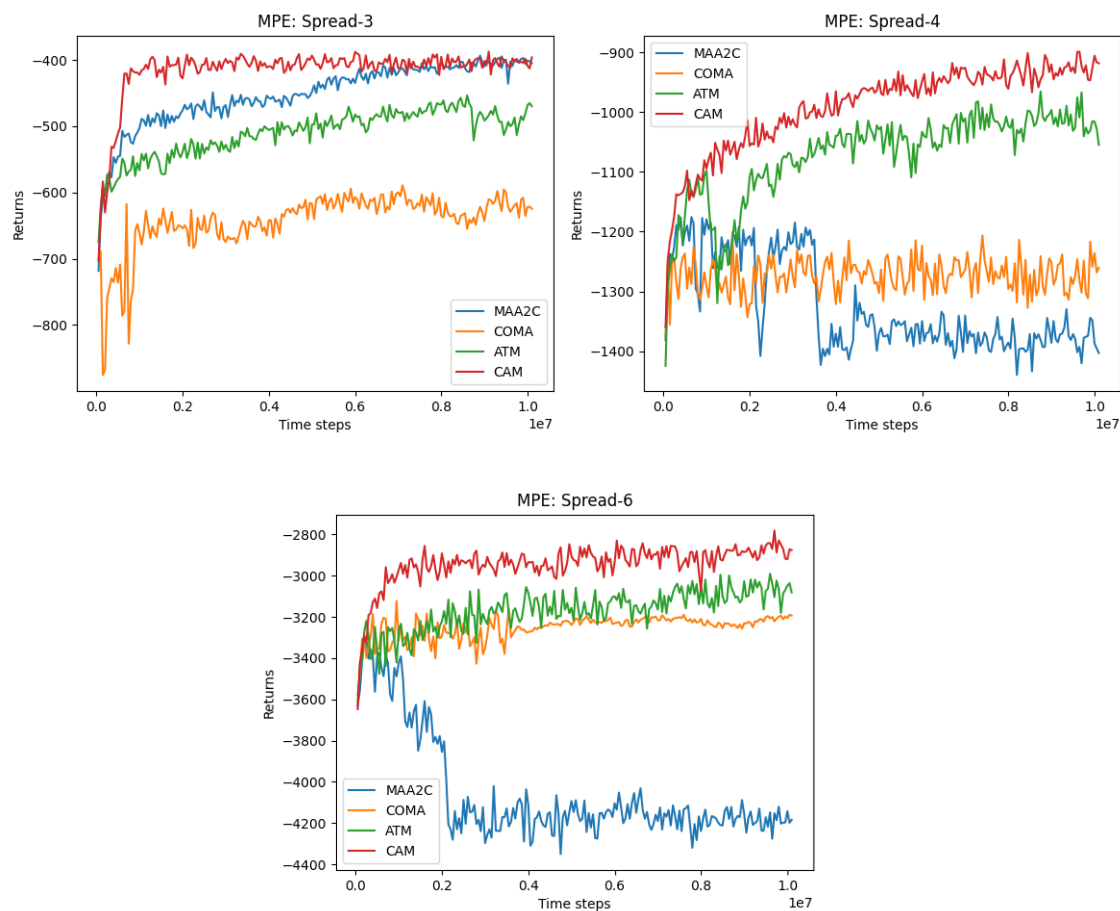 MPE: Spread-3
Returns
−400
−500
−600
−700
−800
MAA2C
COMA
ATM
CAM
0.0 0.2 0.4 0.6 0.8 1.0
Time steps
1e7
MPE: Spread-4
Returns
−900
−1000
−1100
−1200
−1300
−1400
MAA2C
COMA
ATM
CAM
0.0 0.2 0.4 0.6 0.8 1.0
Time steps
1e7
MPE: Spread-6
Returns
−2800
−3000
−3200
−3400
−3600
−3800
−4000
−4200
−4400
MAA2C
COMA
ATM
CAM
0.0 0.2 0.4 0.6 0.8 1.0
Time steps
1e7